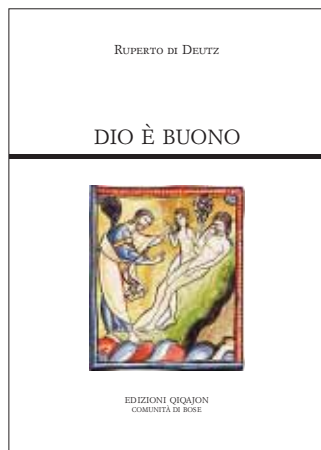 Ruperto di Deutz
DIO È BUONO
EDIZIONI QIQAJON
COMUNITÀ DI BOSE